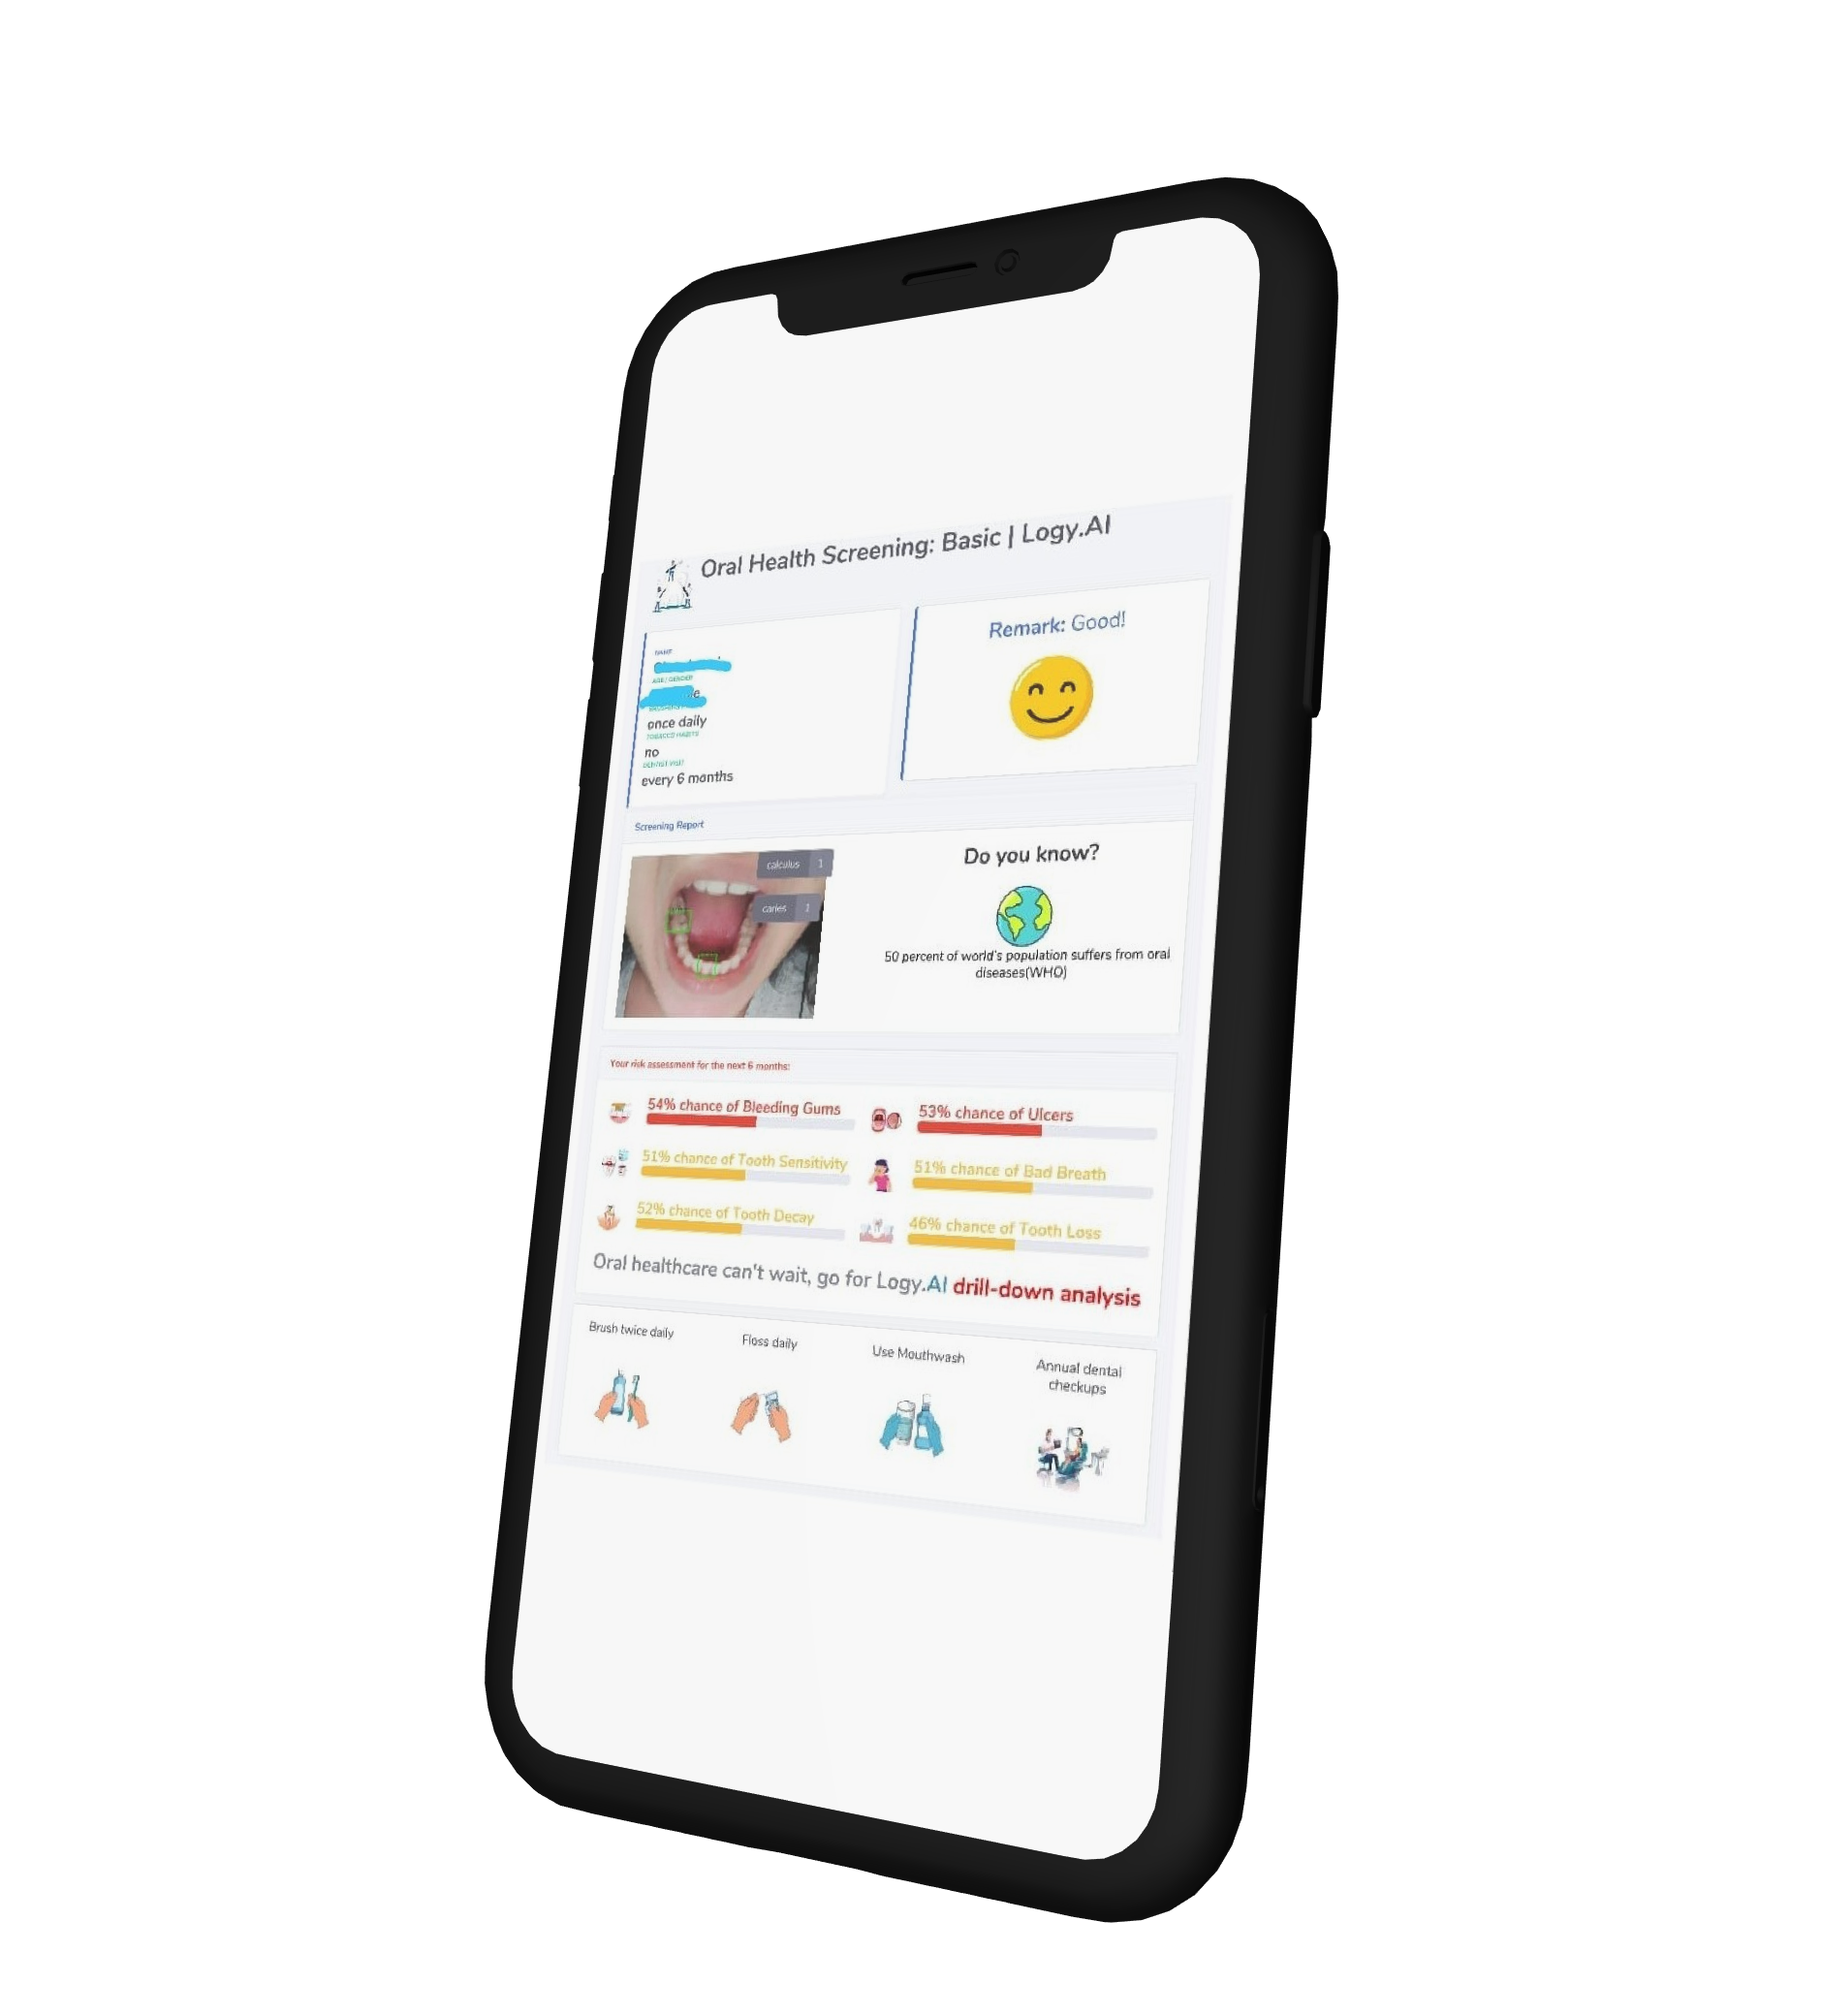 Oral Health Screening: Basic | Logy.AI
NAME
AGE / GENDER
once daily
TOBACCO HABITS
no
DENTIST VISIT
every 6 months
Remark: Good!
Screening Report
calculus 1
caries 1
Do you know?
50 percent of world's population suffers from oral
diseases(WHO)
Your risk assessment for the next 6 months:
54% chance of Bleeding Gums
53% chance of Ulcers
51% chance of Tooth Sensitivity
51% chance of Bad Breath
52% chance of Tooth Decay
46% chance of Tooth Loss
Oral healthcare can't wait, go for Logy.AI drill-down analysis
Brush twice daily
Floss daily
Use Mouthwash
Annual dental
checkups